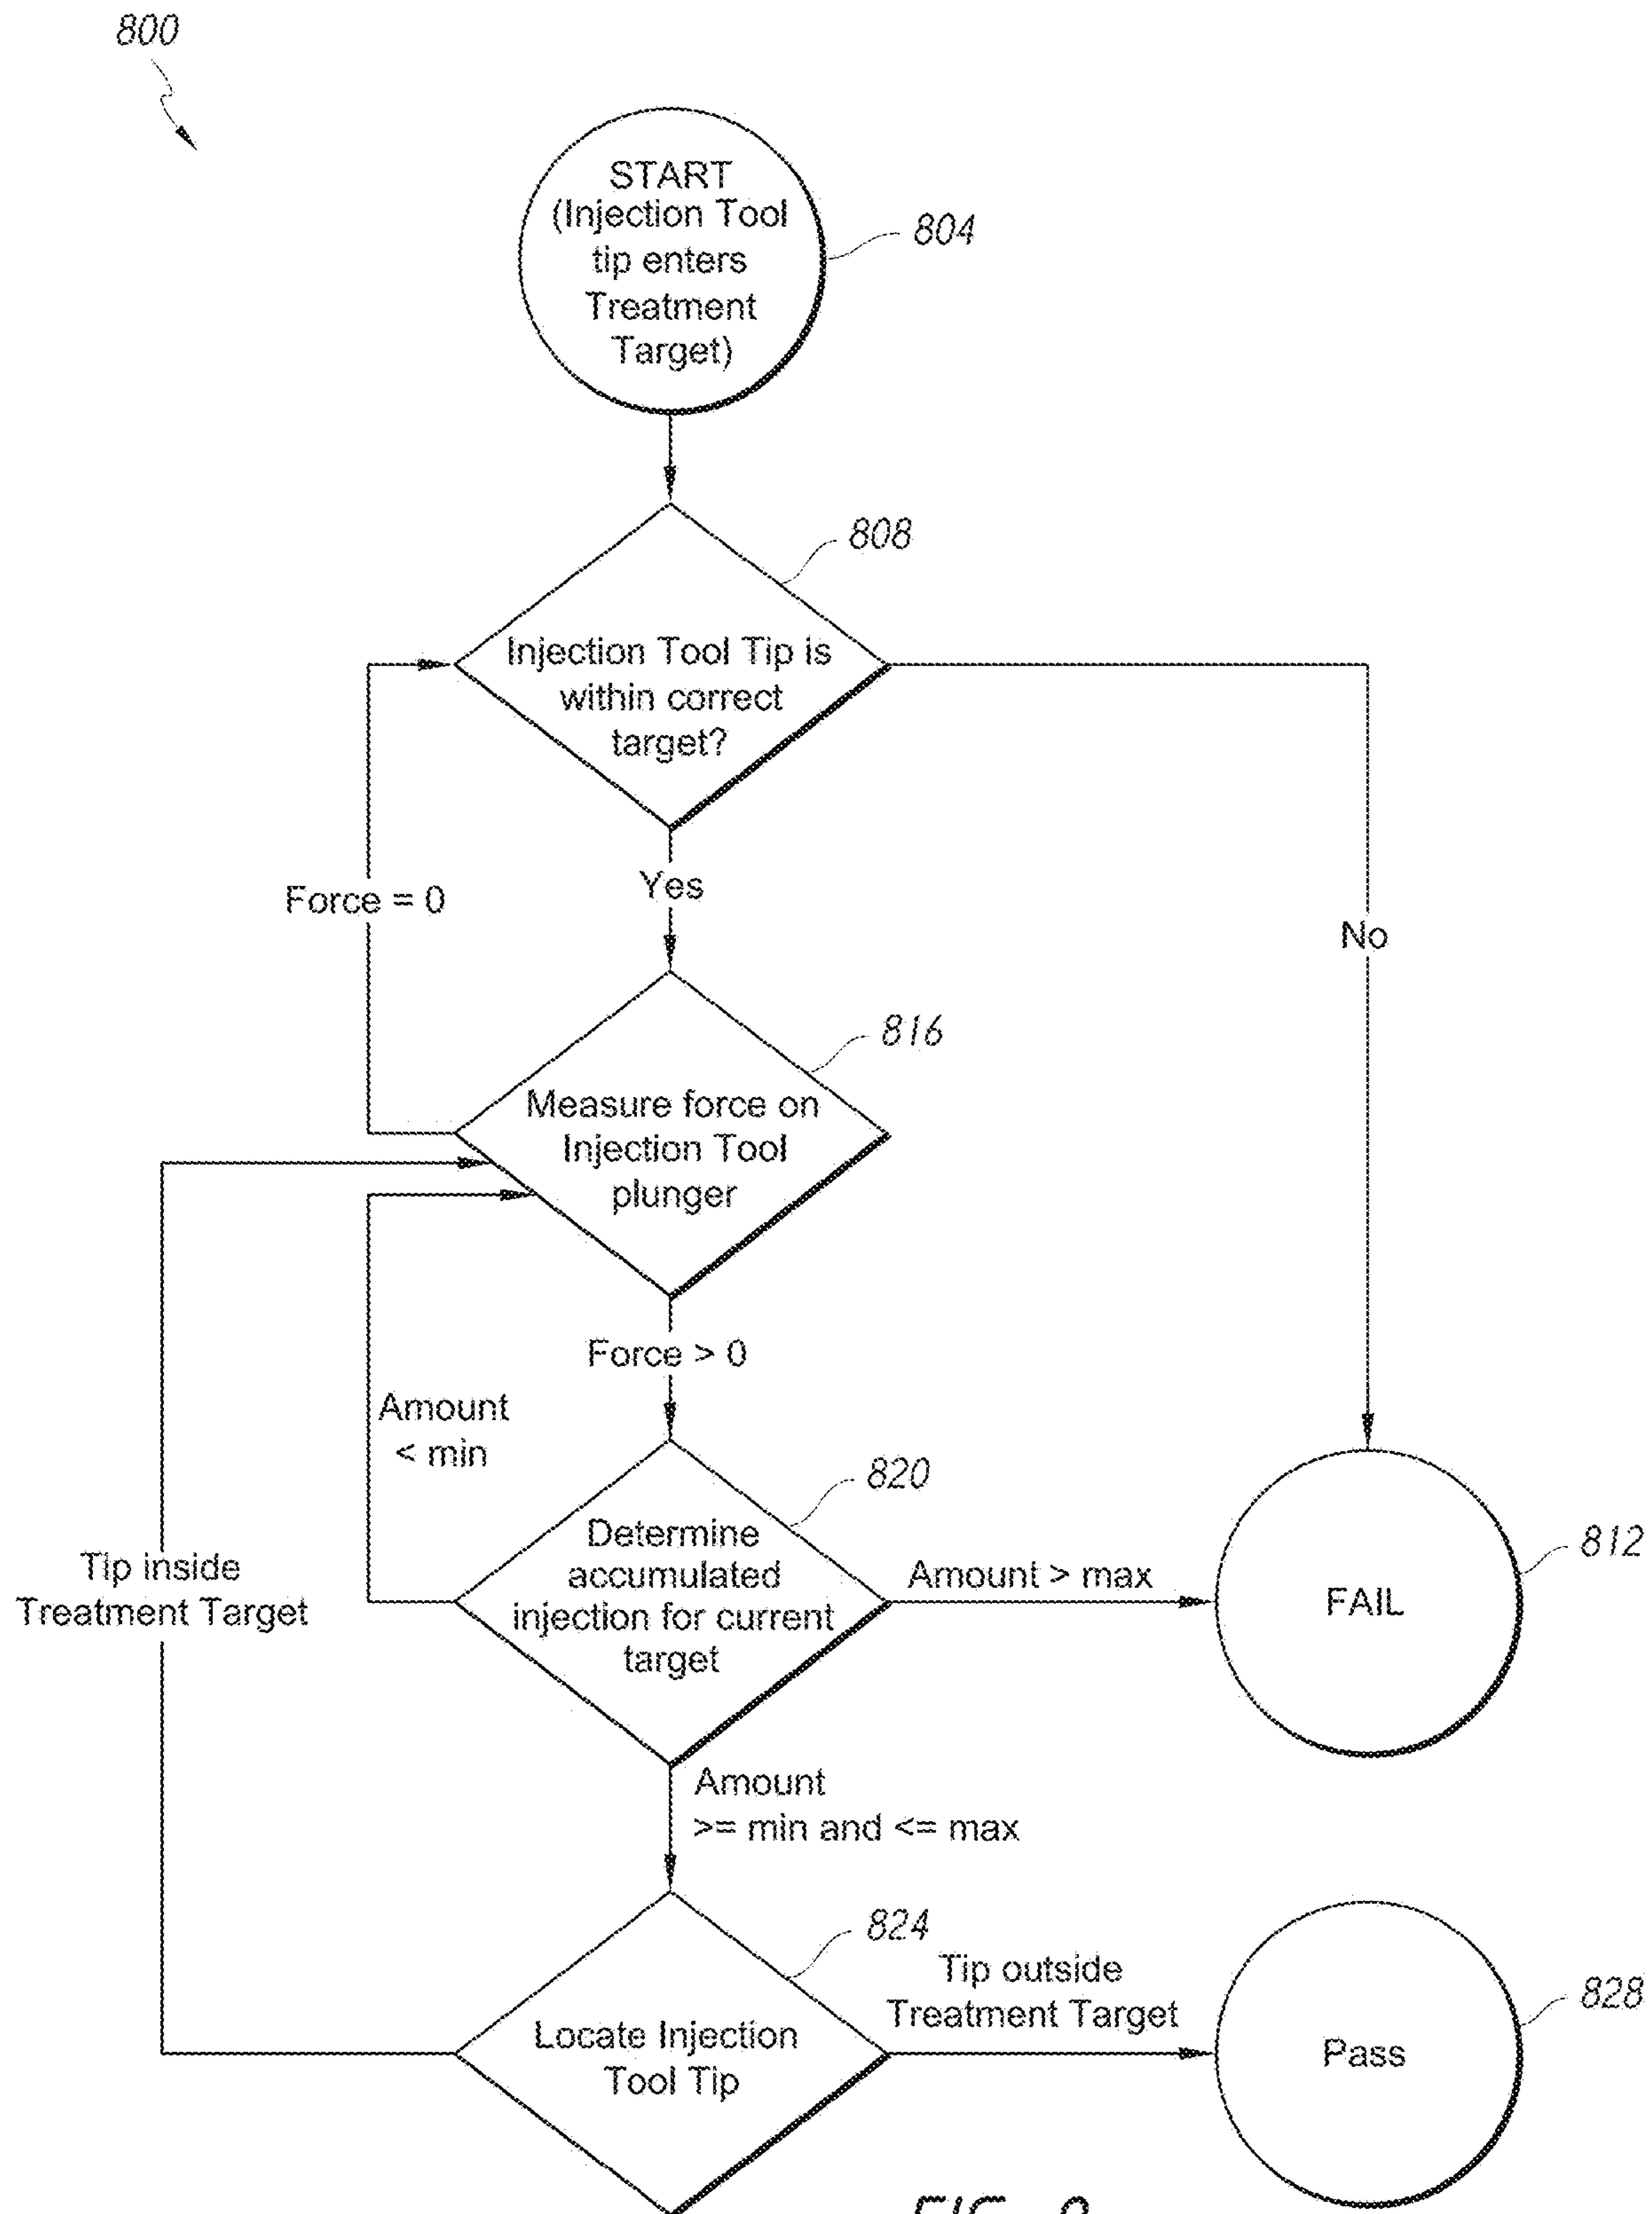 800
START
(Injection Tool
tip enters
Treatment
Target)
804
808
Injection Tool Tip is
within correct
target?
Force = 0
Yes
No
816
Measure force on
Injection Tool
plunger
Force > 0
Amount
< min
820
Determine
accumulated
injection for current
target
Amount > max
812
FAIL
Tip inside
Treatment Target
Amount
>= min and <= max
824
Locate Injection
Tool Tip
Tip outside
Treatment Target
828
Pass